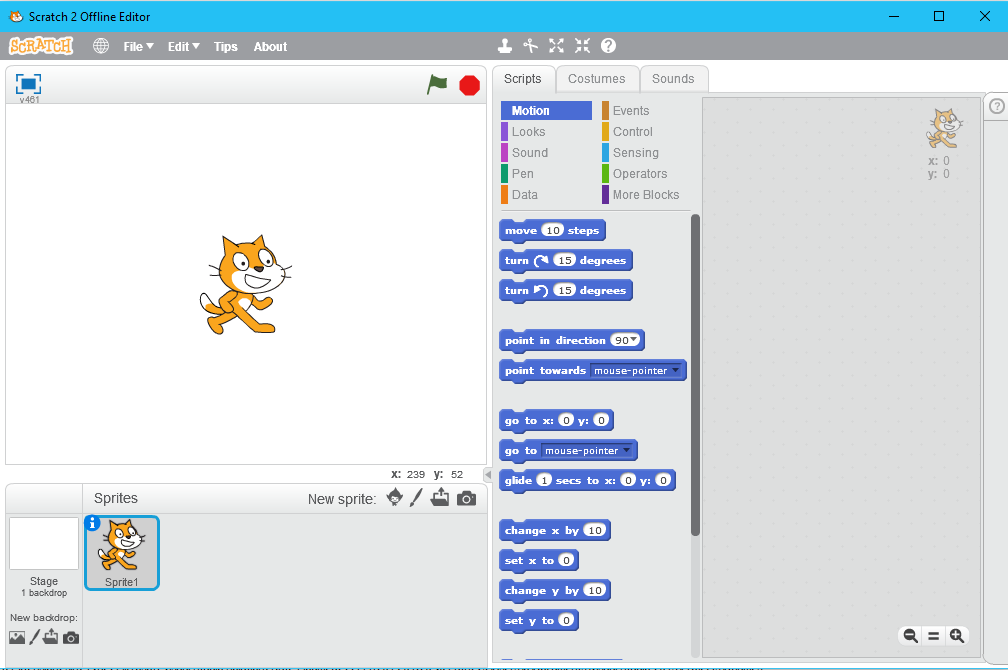 Scratch 2 Offline Editor
SCRATCH File Edit Tips About
v461
Scripts Costumes Sounds
Motion Events
Looks Control
Sound Sensing
Pen Operators
Data More Blocks
x: 0
y: 0
move 10 steps
turn 15 degrees
turn 15 degrees
point in direction 90
point towards mouse-pointer
go to x: 0 y: 0
go to mouse-pointer
glide 1 secs to x: 0 y: 0
change x by 10
set x to 0
change y by 10
set y to 0
x: 239 y: 52
Sprites New sprite:
Stage
1 backdrop
New backdrop:
Sprite1